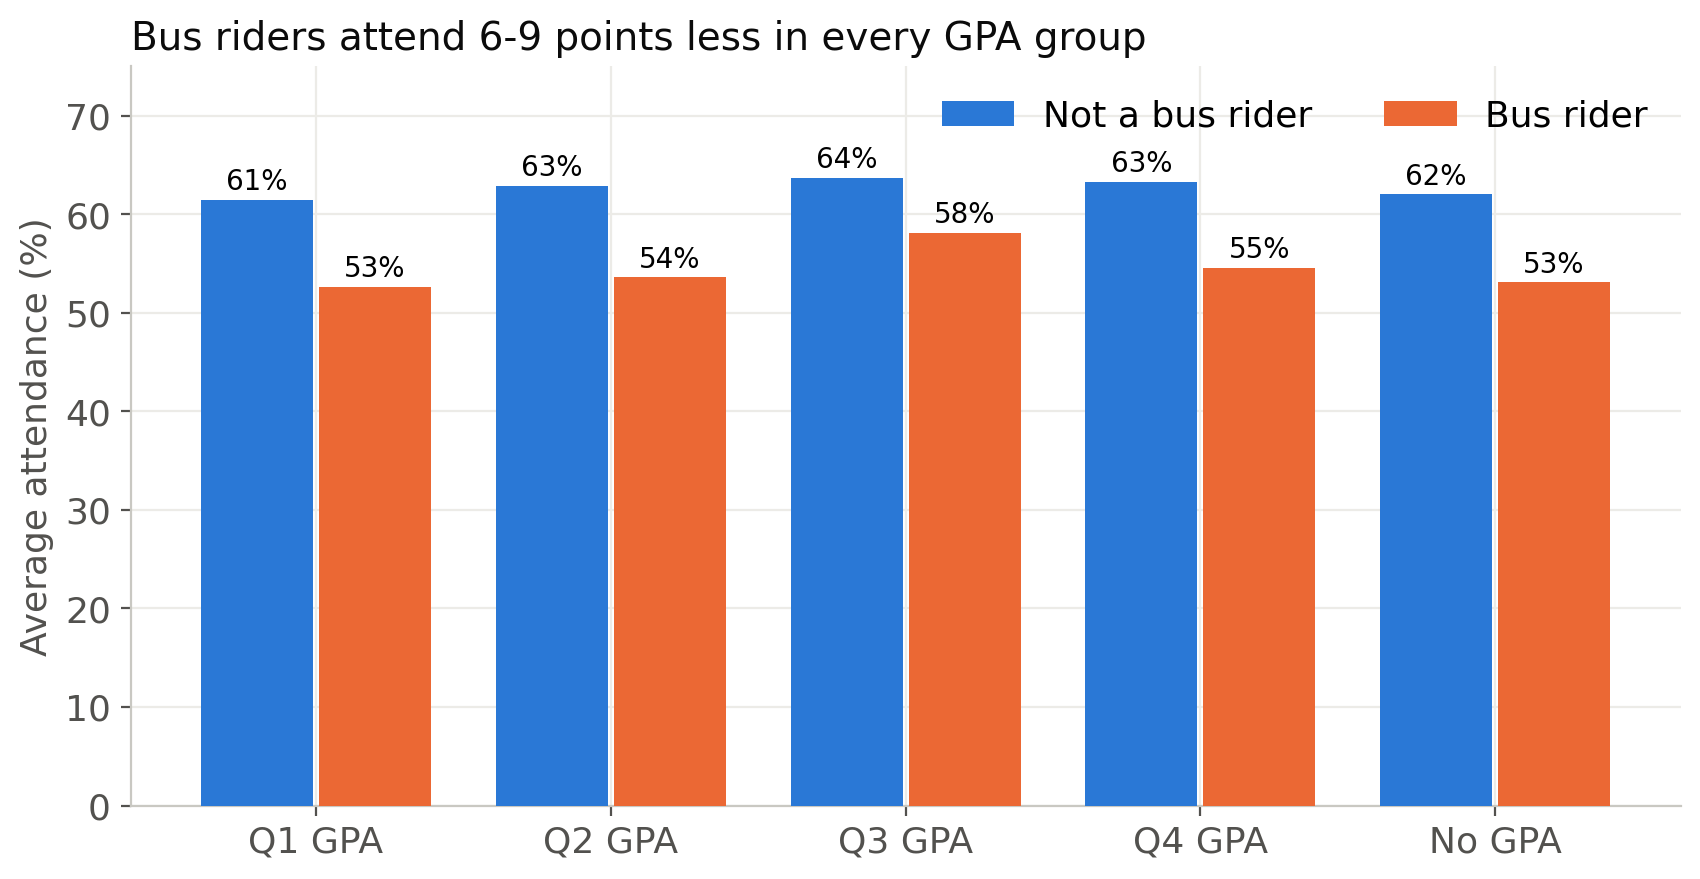 Bus riders attend 6-9 points less in every GPA group
Not a bus rider
Bus rider
Average attendance (%)
70
60
50
40
30
20
10
0
61%
53%
63%
54%
64%
58%
63%
55%
62%
53%
Q1 GPA
Q2 GPA
Q3 GPA
Q4 GPA
No GPA